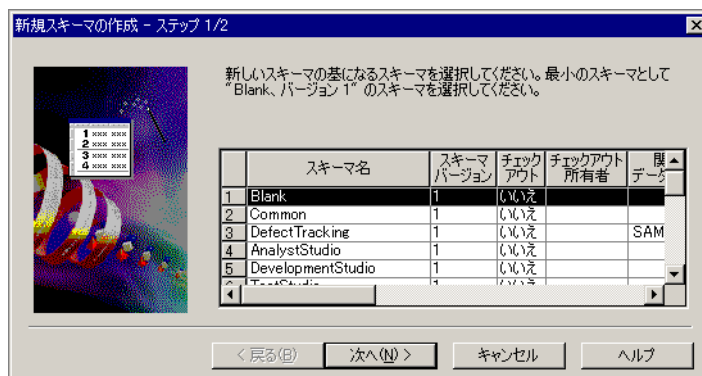 新規スキーマの作成 - ステップ 1/2
新しいスキーマの基になるスキーマを選択してください。最小のスキーマとして
"Blank、バージョン 1" のスキーマを選択してください。
1 xxx xxx
2 xxx xxx
3 xxx xxx
4 xxx xxx
スキーマ名 スキーマバージョン チェックアウト チェックアウト所有者 関データ
1 Blank 1 いいえ
2 Common 1 いいえ
3 DefectTracking 1 いいえ SAM
4 AnalystStudio 1 いいえ
5 DevelopmentStudio 1 いいえ
< 戻る(B) 次へ(N) > キャンセル ヘルプ